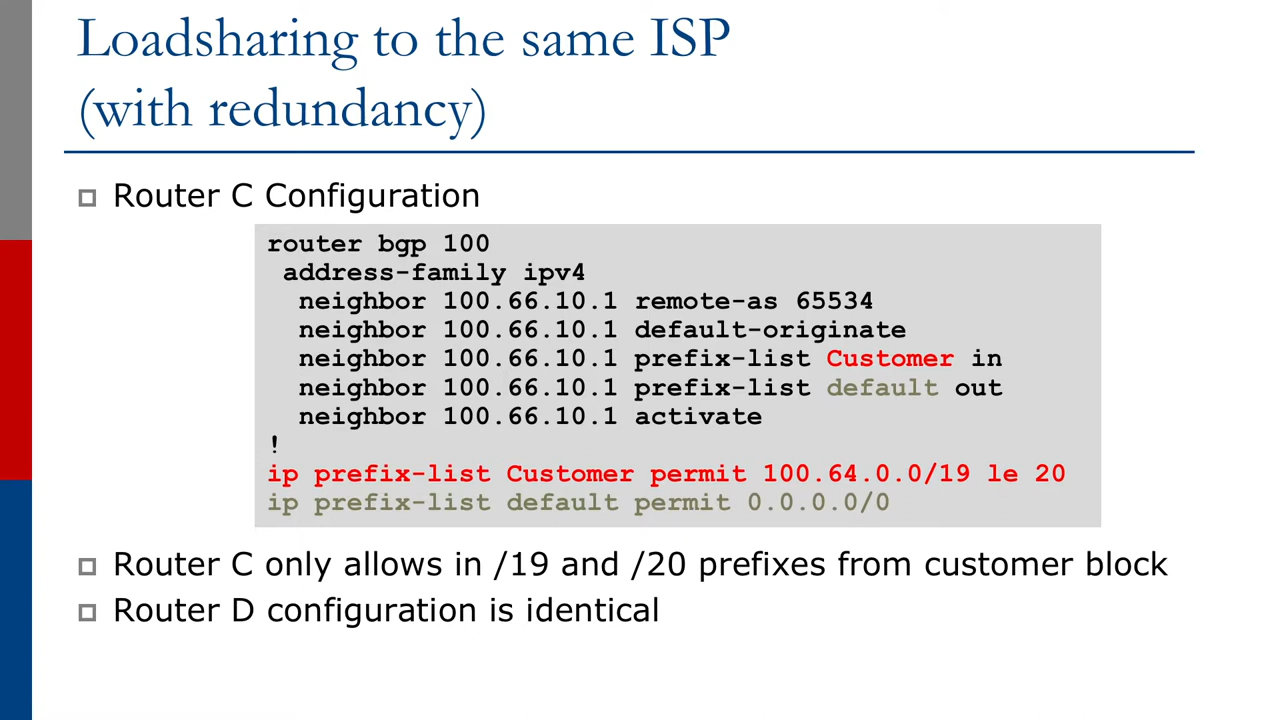 Loadsharing to the same ISP
(with redundancy)
Router C Configuration
router bgp 100
address-family ipv4
neighbor 100.66.10.1 remote-as 65534
neighbor 100.66.10.1 default-originate
neighbor 100.66.10.1 prefix-list Customer in
neighbor 100.66.10.1 prefix-list default out
neighbor 100.66.10.1 activate
!
ip prefix-list Customer permit 100.64.0.0/19 le 20
ip prefix-list default permit 0.0.0.0/0
Router C only allows in /19 and /20 prefixes from customer block
Router D configuration is identical